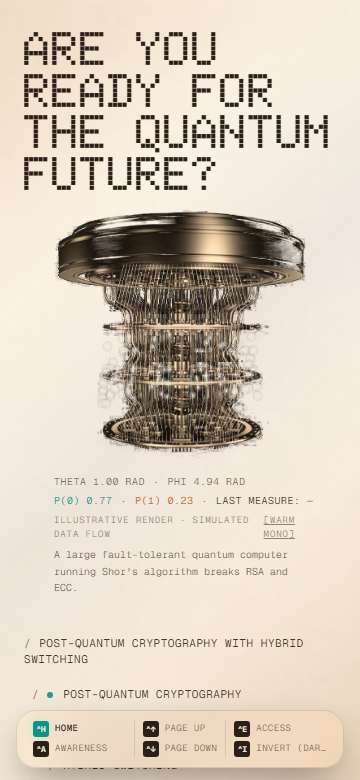 ARE YOU
READY FOR
THE QUANTUM
FUTURE?
THETA 1.00 RAD · PHI 4.94 RAD
P(0) 0.77 · P(1) 0.23 · LAST MEASURE: —
ILLUSTRATIVE RENDER · SIMULATED DATA FLOW
[WARM MONO]
A large fault-tolerant quantum computer
running Shor's algorithm breaks RSA and
ECC.
/ POST-QUANTUM CRYPTOGRAPHY WITH HYBRID
SWITCHING
/ ● POST-QUANTUM CRYPTOGRAPHY
^H HOME
^↑ PAGE UP
^E ACCESS
^A AWARENESS
^↓ PAGE DOWN
^I INVERT (DAR…